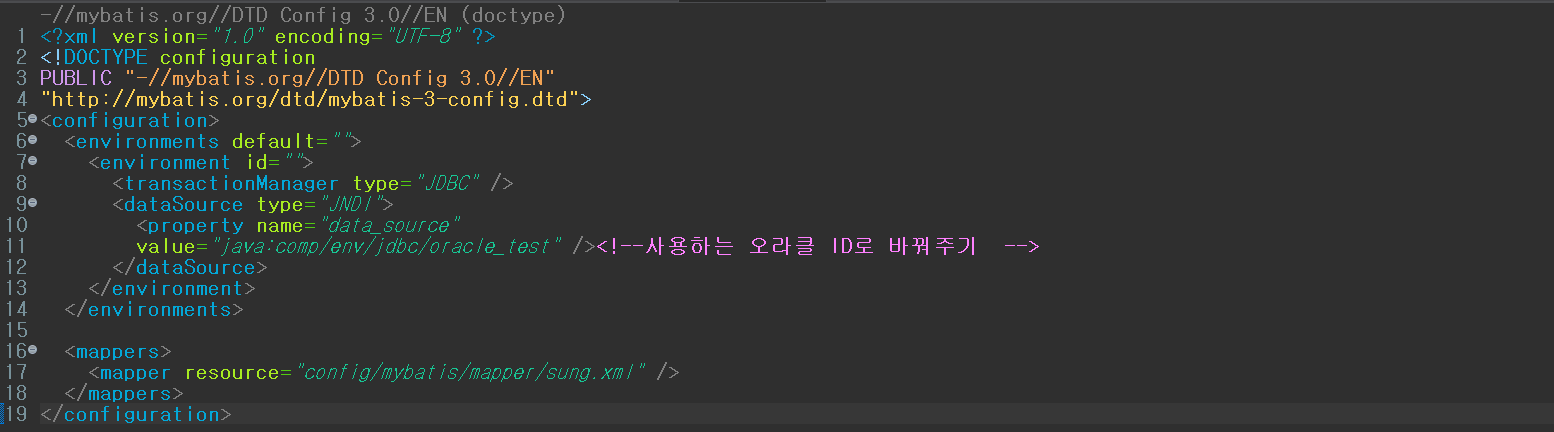 -//mybatis.org//DTD Config 3.0//EN (doctype)
1 <?xml version="1.0" encoding="UTF-8" ?>
2 <!DOCTYPE configuration
3 PUBLIC "-//mybatis.org//DTD Config 3.0//EN"
4 "http://mybatis.org/dtd/mybatis-3-config.dtd">
5 <configuration>
6   <environments default="">
7     <environment id="">
8       <transactionManager type="JDBC" />
9       <dataSource type="JNDI">
10         <property name="data_source"
11         value="java:comp/env/jdbc/oracle_test" /><!--사용하는 오라클 ID로 바꿔주기  -->
12       </dataSource>
13     </environment>
14   </environments>
15
16   <mappers>
17     <mapper resource="config/mybatis/mapper/sung.xml" />
18   </mappers>
19 </configuration>